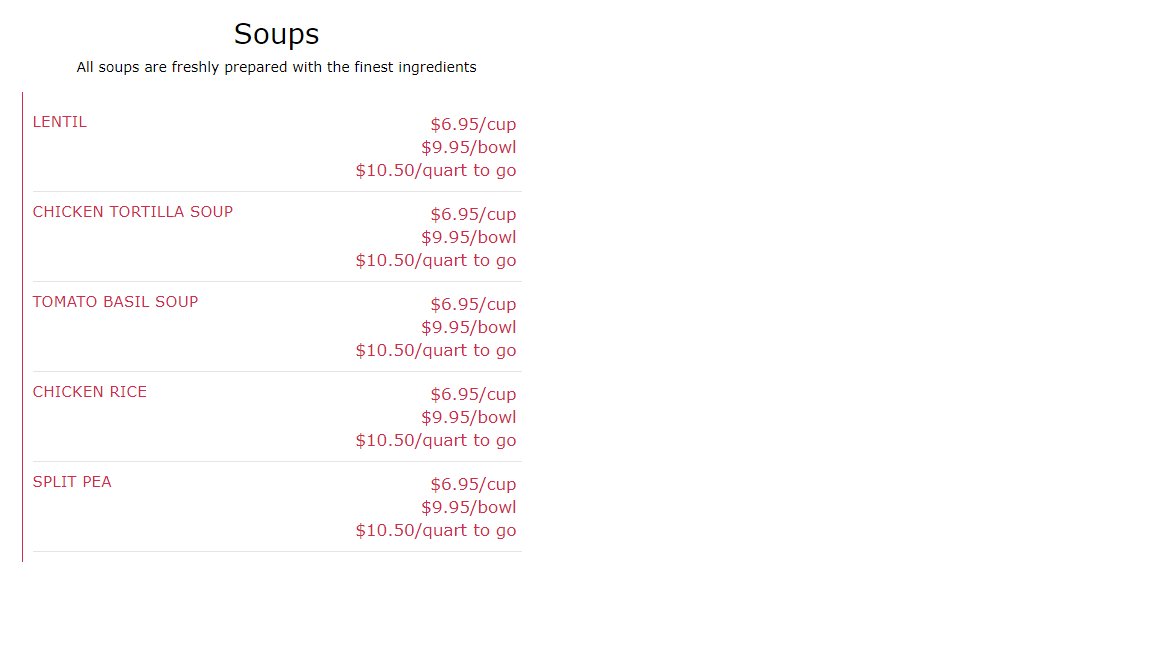 Soups
All soups are freshly prepared with the finest ingredients
LENTIL
$6.95/cup
$9.95/bowl
$10.50/quart to go
CHICKEN TORTILLA SOUP
$6.95/cup
$9.95/bowl
$10.50/quart to go
TOMATO BASIL SOUP
$6.95/cup
$9.95/bowl
$10.50/quart to go
CHICKEN RICE
$6.95/cup
$9.95/bowl
$10.50/quart to go
SPLIT PEA
$6.95/cup
$9.95/bowl
$10.50/quart to go